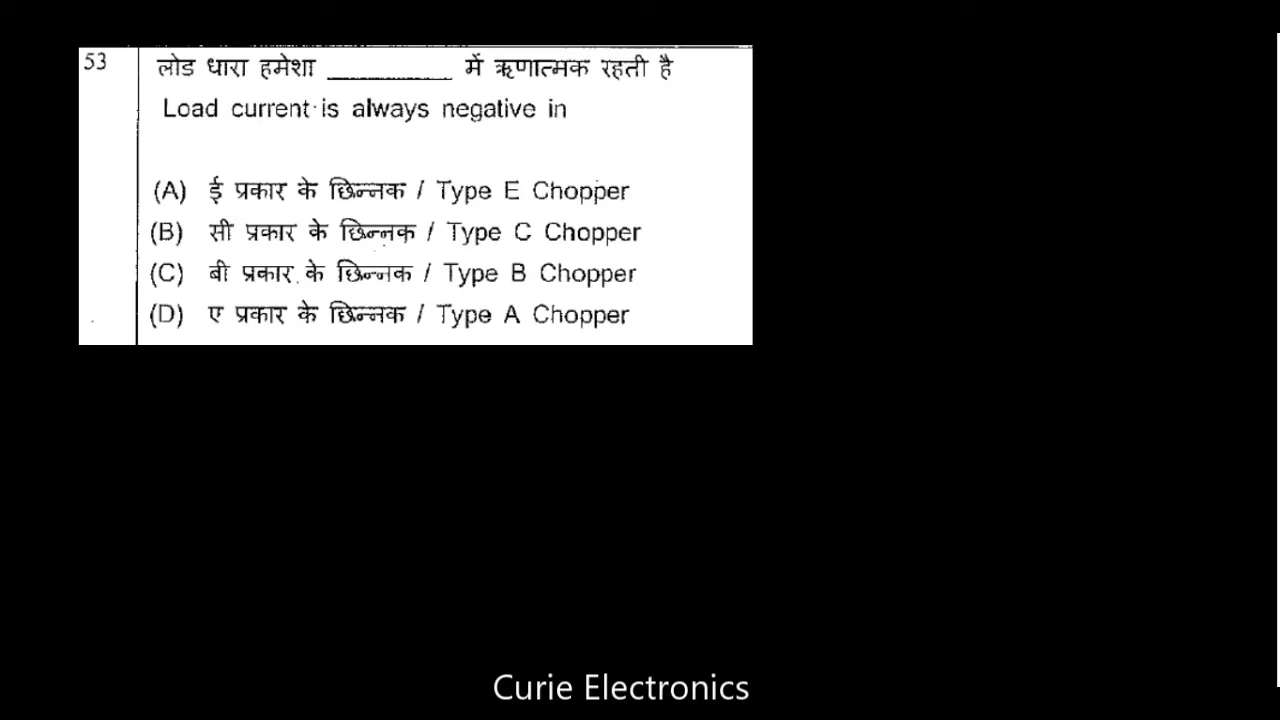 53 लोड धारा हमेशा __________ में ऋणात्मक रहती है
Load current is always negative in
(A) ई प्रकार के छिन्नक / Type E Chopper
(B) सी प्रकार के छिन्नक / Type C Chopper
(C) बी प्रकार के छिन्नक / Type B Chopper
(D) ए प्रकार के छिन्नक / Type A Chopper
Curie Electronics